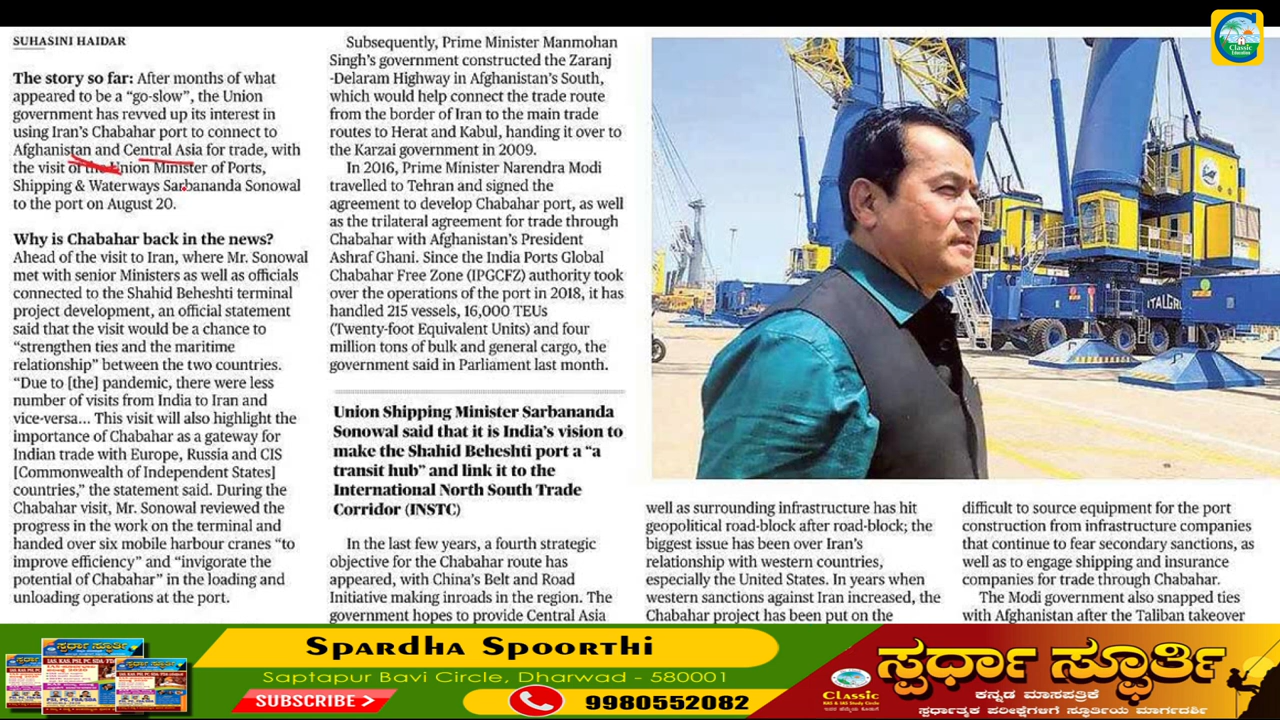 SUHASINI HAIDAR
The story so far: After months of what
appeared to be a “go-slow”, the Union
government has revved up its interest in
using Iran’s Chabahar port to connect to
Afghanistan and Central Asia for trade, with
the visit of the Union Minister of Ports,
Shipping & Waterways Sarbananda Sonowal
to the port on August 20.
Why is Chabahar back in the news?
Ahead of the visit to Iran, where Mr. Sonowal
met with senior Ministers as well as officials
connected to the Shahid Beheshti terminal
project development, an official statement
said that the visit would be a chance to
“strengthen ties and the maritime
relationship” between the two countries.
“Due to [the] pandemic, there were less
number of visits from India to Iran and
vice-versa... This visit will also highlight the
importance of Chabahar as a gateway for
Indian trade with Europe, Russia and CIS
[Commonwealth of Independent States]
countries,” the statement said. During the
Chabahar visit, Mr. Sonowal reviewed the
progress in the work on the terminal and
handed over six mobile harbour cranes “to
improve efficiency” and “invigorate the
potential of Chabahar” in the loading and
unloading operations at the port.
Subsequently, Prime Minister Manmohan
Singh’s government constructed the Zaranj
-Delaram Highway in Afghanistan’s South,
which would help connect the trade route
from the border of Iran to the main trade
routes to Herat and Kabul, handing it over to
the Karzai government in 2009.
In 2016, Prime Minister Narendra Modi
travelled to Tehran and signed the
agreement to develop Chabahar port, as well
as the trilateral agreement for trade through
Chabahar with Afghanistan’s President
Ashraf Ghani. Since the India Ports Global
Chabahar Free Zone (IPGCFZ) authority took
over the operations of the port in 2018, it has
handled 215 vessels, 16,000 TEUs
(Twenty-foot Equivalent Units) and four
million tons of bulk and general cargo, the
government said in Parliament last month.
Union Shipping Minister Sarbananda
Sonowal said that it is India’s vision to
make the Shahid Beheshti port a “a
transit hub” and link it to the
International North South Trade
Corridor (INSTC)
In the last few years, a fourth strategic
objective for the Chabahar route has
appeared, with China’s Belt and Road
Initiative making inroads in the region. The
government hopes to provide Central Asia
ITALGRU
well as surrounding infrastructure has hit
geopolitical road-block after road-block; the
biggest issue has been over Iran’s
relationship with western countries,
especially the United States. In years when
western sanctions against Iran increased, the
Chabahar project has been put on the
difficult to source equipment for the port
construction from infrastructure companies
that continue to fear secondary sanctions, as
well as to engage shipping and insurance
companies for trade through Chabahar.
The Modi government also snapped ties
with Afghanistan after the Taliban takeover
Classic
Education
Spardha Spoorthi
Saptapur Bavi Circle, Dharwad - 580001
SUBSCRIBE >
9980552082
ಸ್ಪರ್ಧಾ ಸ್ಫೂರ್ತಿ
Classic
KAS & IAS Study Circle
ಕನ್ನಡ ಮಾಸಪತ್ರಿಕೆ
ಸ್ಪರ್ಧಾತ್ಮಕ ಪರೀಕ್ಷೆಗಳಿಗೆ ಸ್ಫೂರ್ತಿಯ ಮಾರ್ಗದರ್ಶಿ